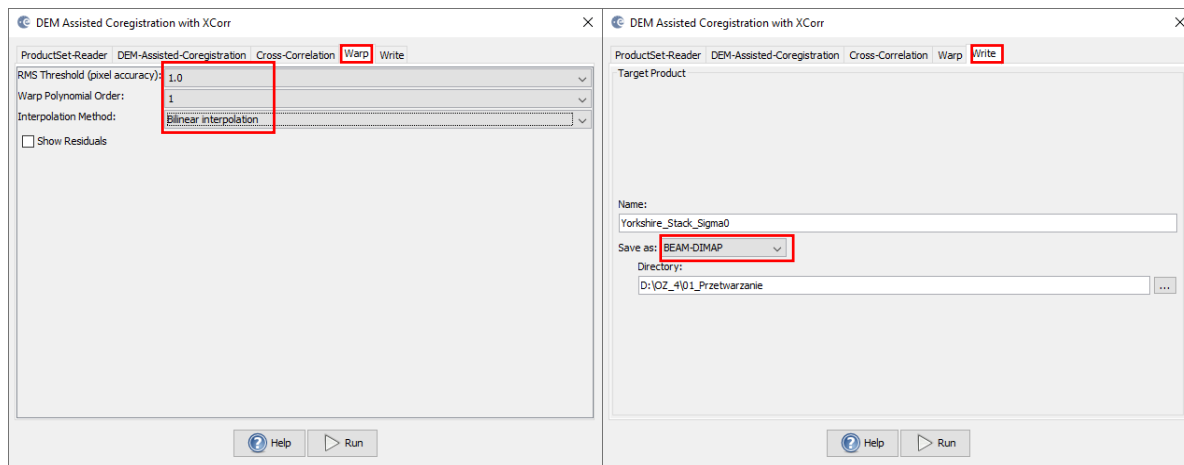 DEM Assisted Coregistration with XCorr
ProductSet-Reader DEM-Assisted-Coregistration Cross-Correlation Warp Write
RMS Threshold (pixel accuracy): 1.0
Warp Polynomial Order: 1
Interpolation Method: Bilinear interpolation
Show Residuals
Help Run
DEM Assisted Coregistration with XCorr
ProductSet-Reader DEM-Assisted-Coregistration Cross-Correlation Warp Write
Target Product
Name:
Yorkshire_Stack_Sigma0
Save as: BEAM-DIMAP
Directory:
D:\OZ_4\01_Przetwarzanie
...
Help Run